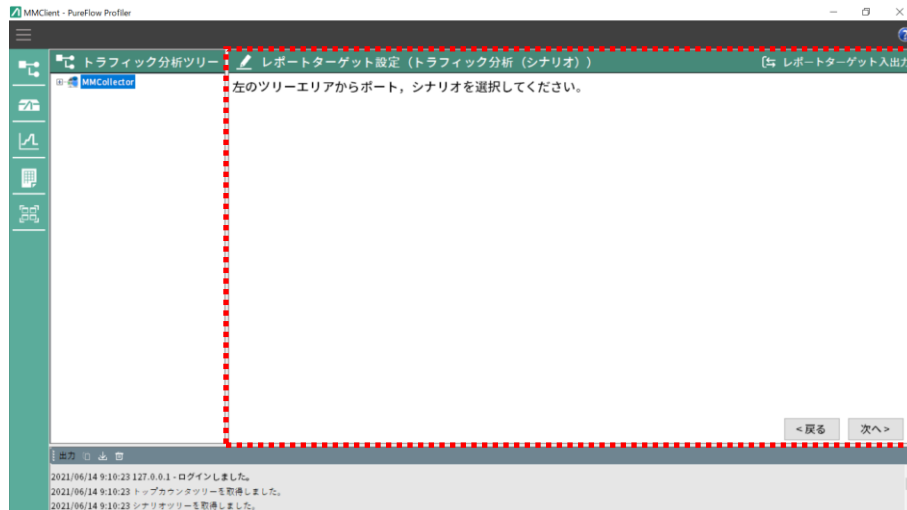 MMClient - PureFlow Profiler
トラフィック分析ツリー
レポートターゲット設定（トラフィック分析（シナリオ））
レポートターゲット入出力
MMCollector
左のツリーエリアからポート，シナリオを選択してください。
<戻る
次へ>
出力
2021/06/14 9:10:23 127.0.0.1 - ログインしました。
2021/06/14 9:10:23 トップカウンタツリーを取得しました。
2021/06/14 9:10:23 シナリオツリーを取得しました。